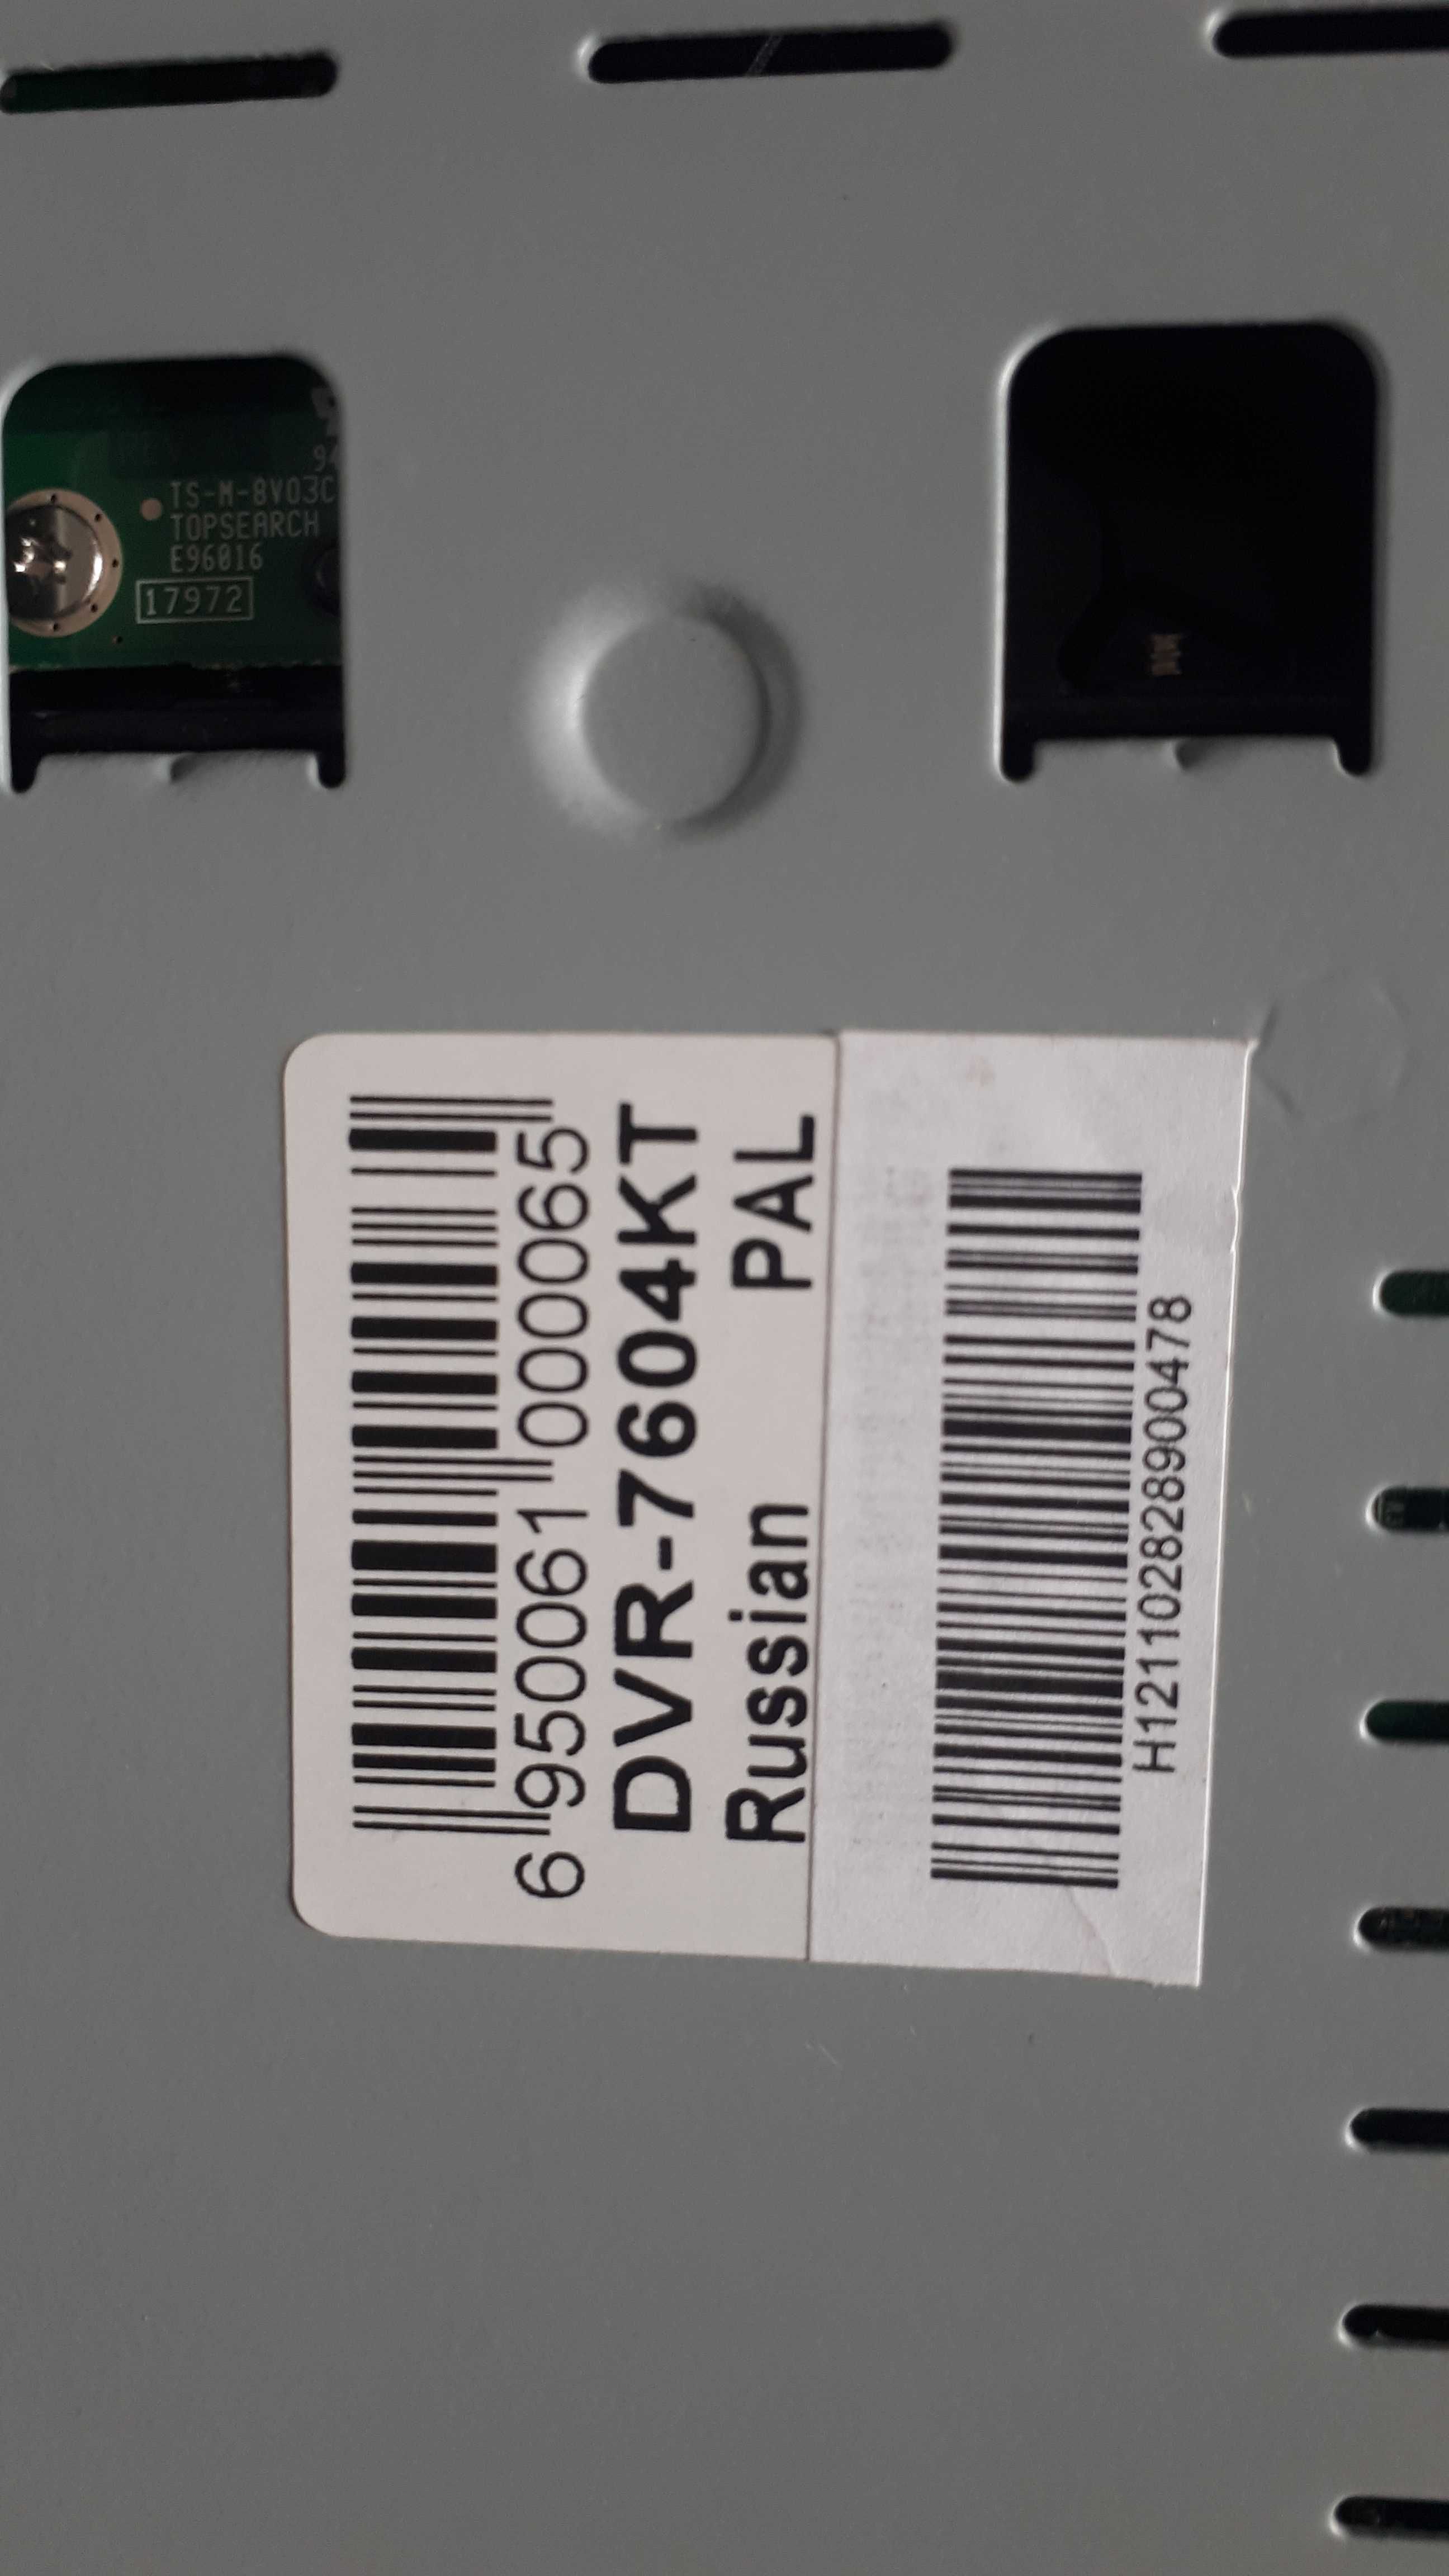 TS-M-8V03C
TOPSEARCH
E96016
17972
6 950061 000065
DVR-7604KT
Russian PAL
H121102828900478